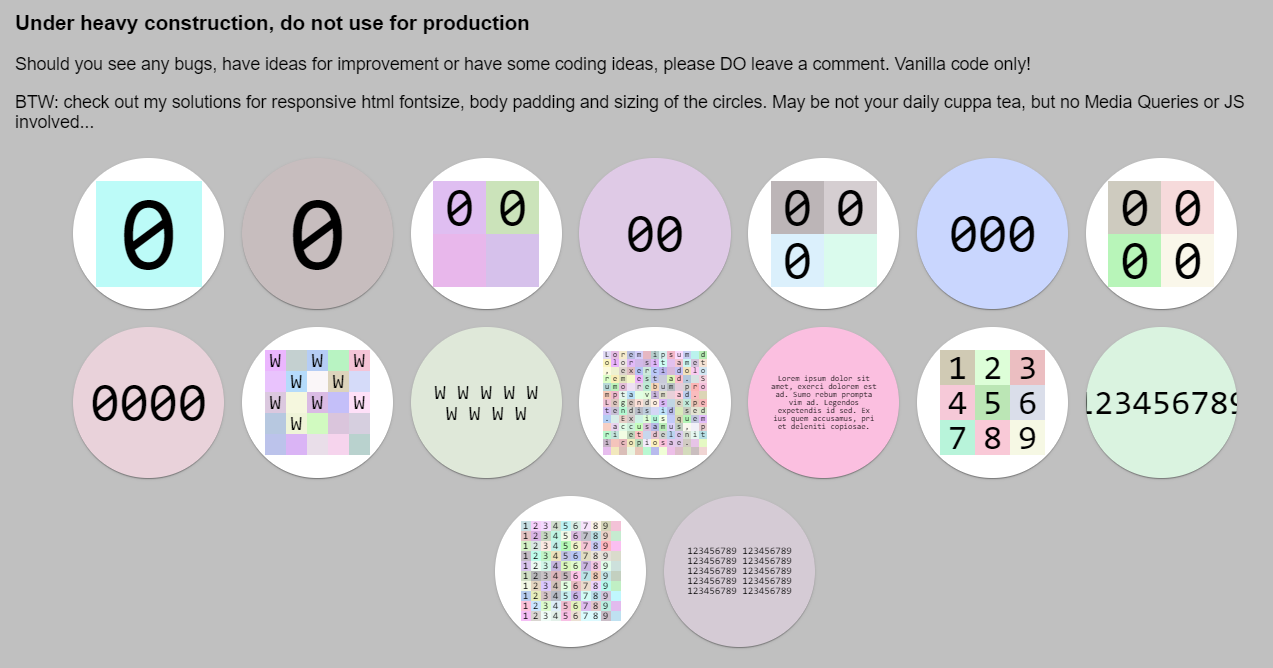 Under heavy construction, do not use for production
Should you see any bugs, have ideas for improvement or have some coding ideas, please DO leave a comment. Vanilla code only!
BTW: check out my solutions for responsive html fontsize, body padding and sizing of the circles. May be not your daily cuppa tea, but no Media Queries or JS
involved...
0
0
0 0
00
0 0
0
000
0 0
0 0
0000
W W W
W W
W W W
W
W W W W W
W W W W
Lorem ipsum d
olor sit amet
, exerci dolo
rem est ad. S
umo rebum pro
mpta vim ad.
Legendos expe
tendis id sed
. Ex ius quem
accusamus, p
ri et delenit
i copiosae.
Lorem ipsum dolor sit
amet, exerci dolorem est
ad. Sumo rebum prompta
vim ad. Legendos
expetendis id sed. Ex
ius quem accusamus, pri
et deleniti copiosae.
1 2 3
4 5 6
7 8 9
123456789
1 2 3 4 5 6 7 8 9
1 2 3 4 5 6 7 8 9
1 2 3 4 5 6 7 8 9
1 2 3 4 5 6 7 8 9
1 2 3 4 5 6 7 8 9
1 2 3 4 5 6 7 8 9
1 2 3 4 5 6 7 8 9
1 2 3 4 5 6 7 8 9
1 2 3 4 5 6 7 8 9
1 2 3 4 5 6 7 8 9
123456789 123456789
123456789 123456789
123456789 123456789
123456789 123456789
123456789 123456789